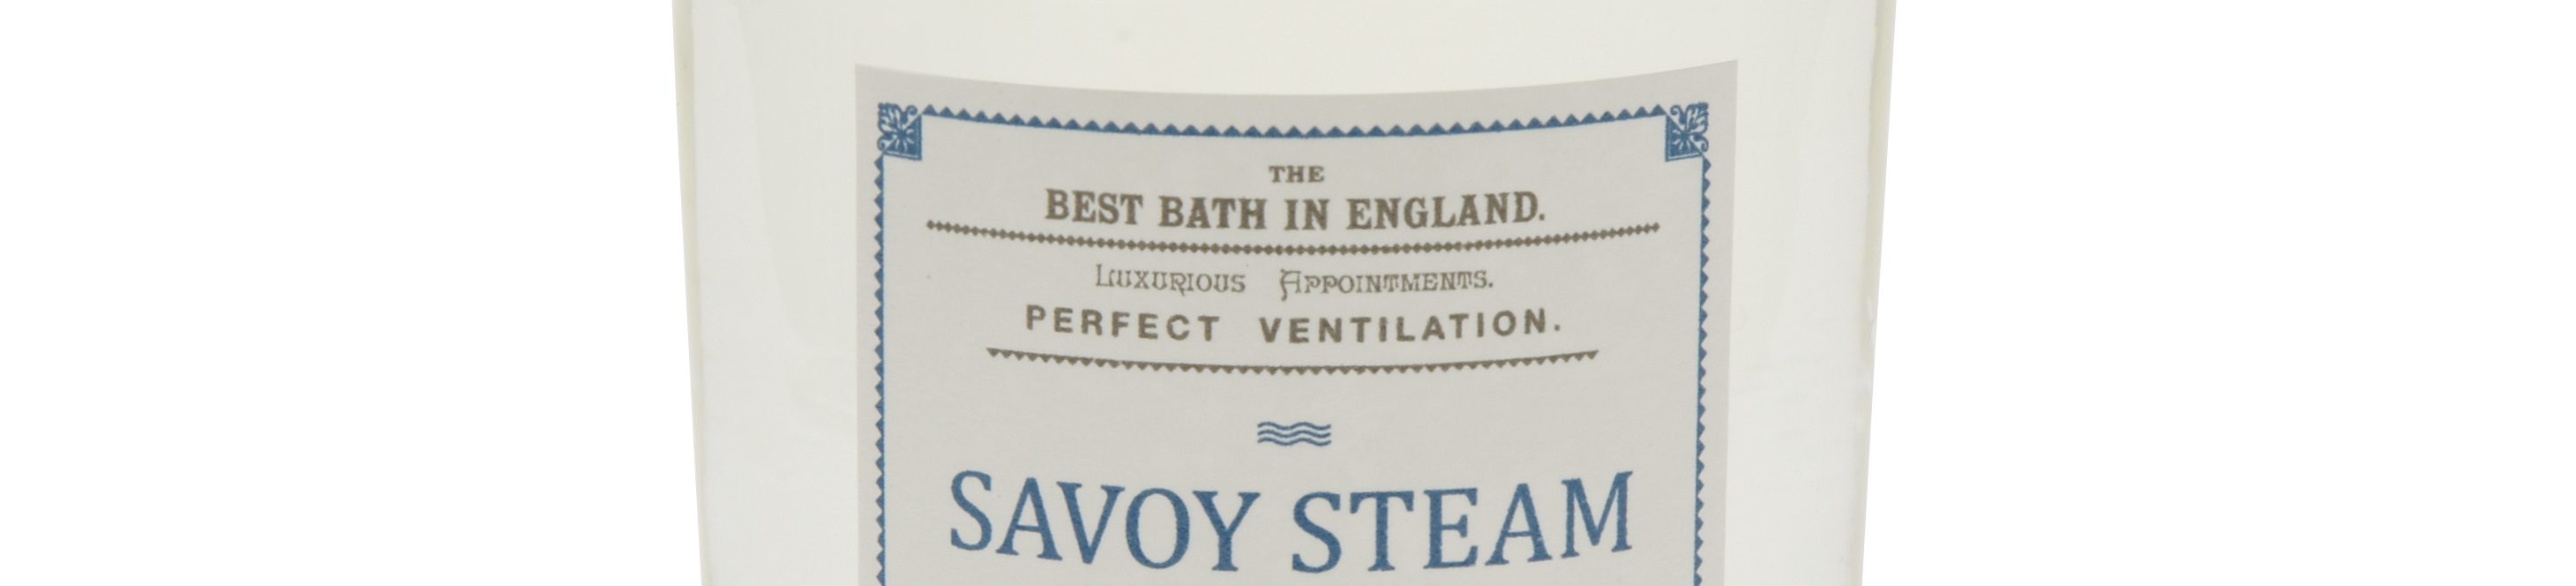 THE
BEST BATH IN ENGLAND.
LUXURIOUS APPOINTMENTS.
PERFECT VENTILATION.
SAVOY STEAM